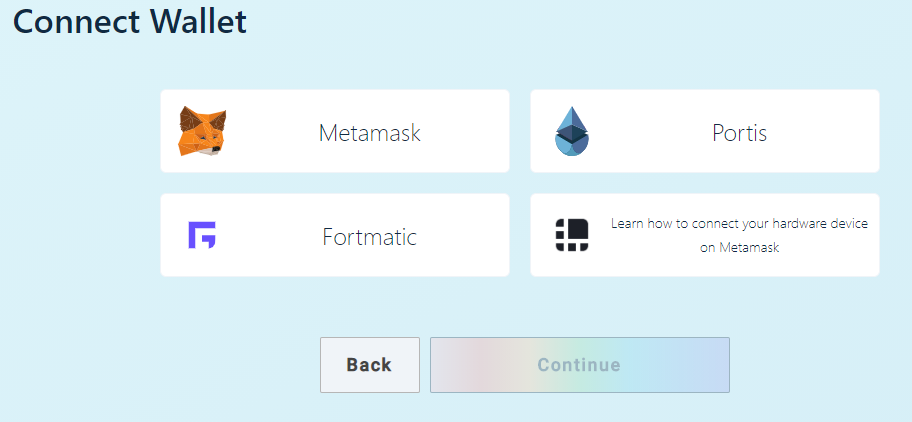 Connect Wallet
Metamask
Portis
Fortmatic
Learn how to connect your hardware device
on Metamask
Back
Continue